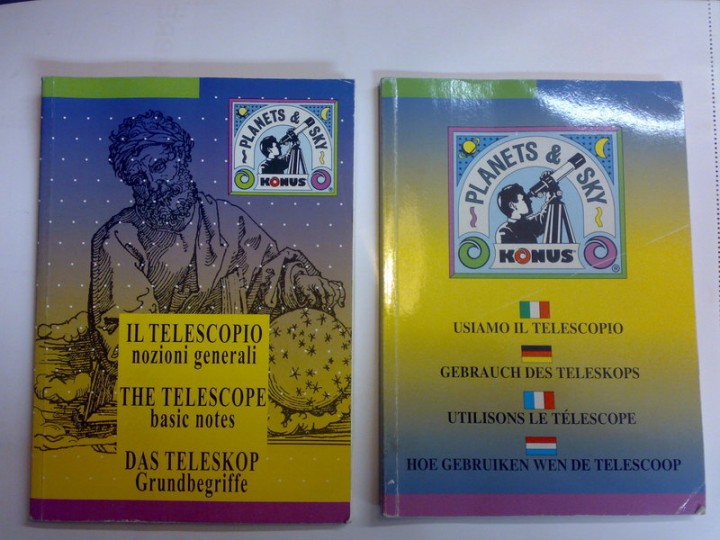 PLANETS & SKY
KONUS
IL TELESCOPIO
nozioni generali
THE TELESCOPE
basic notes
DAS TELESKOP
Grundbegriffe
PLANETS & SKY
KONUS
®
USIAMO IL TELESCOPIO
GEBRAUCH DES TELESKOPS
UTILISONS LE TÉLESCOPE
HOE GEBRUIKEN WEN DE TELESCOOP